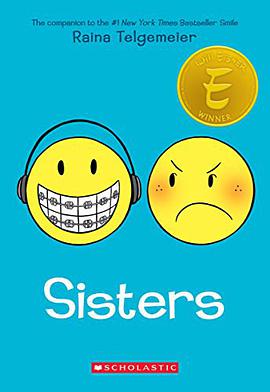 The companion to the #1 New York Times Bestseller Smile
Raina Telgemeier
Will Eisner
E
WINNER
Sisters
SCHOLASTIC